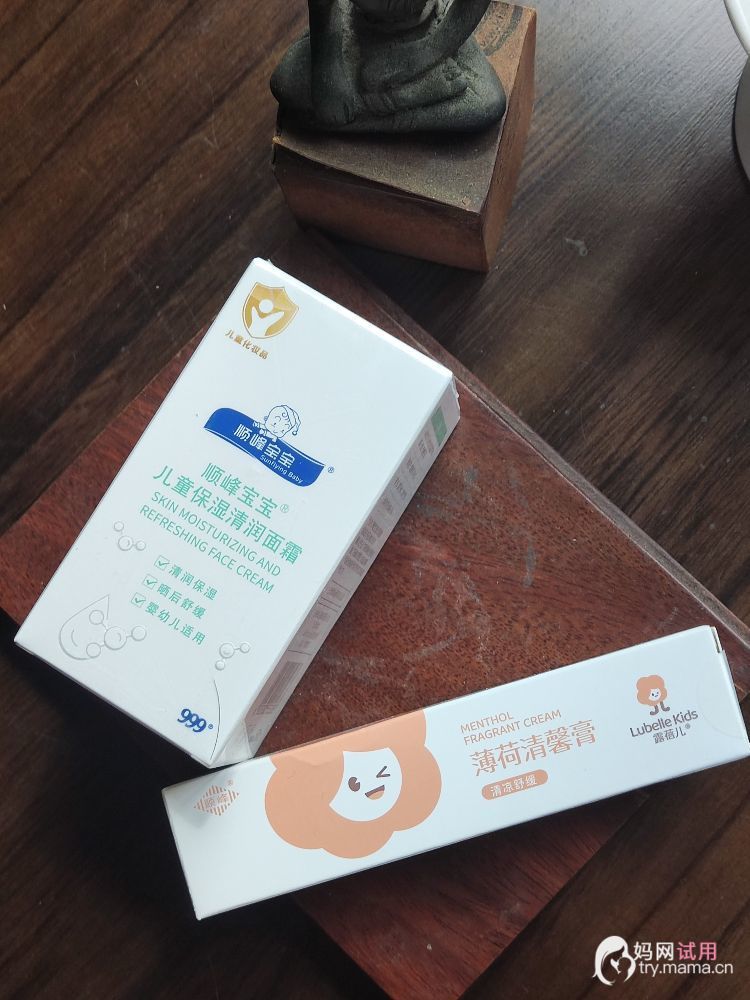 儿童化妆品
顺峰宝宝®
Sunflying Baby
顺峰宝宝®
儿童保湿清润面霜
SKIN MOISTURIZING AND
REFRESHING FACE CREAM
清润保湿
晒后舒缓
婴幼儿适用
999®
顺峰®
MENTHOL
FRAGRANT CREAM
薄荷清馨膏
清凉舒缓
Lubelle Kids
露蓓儿®
妈网试用
try.mama.cn